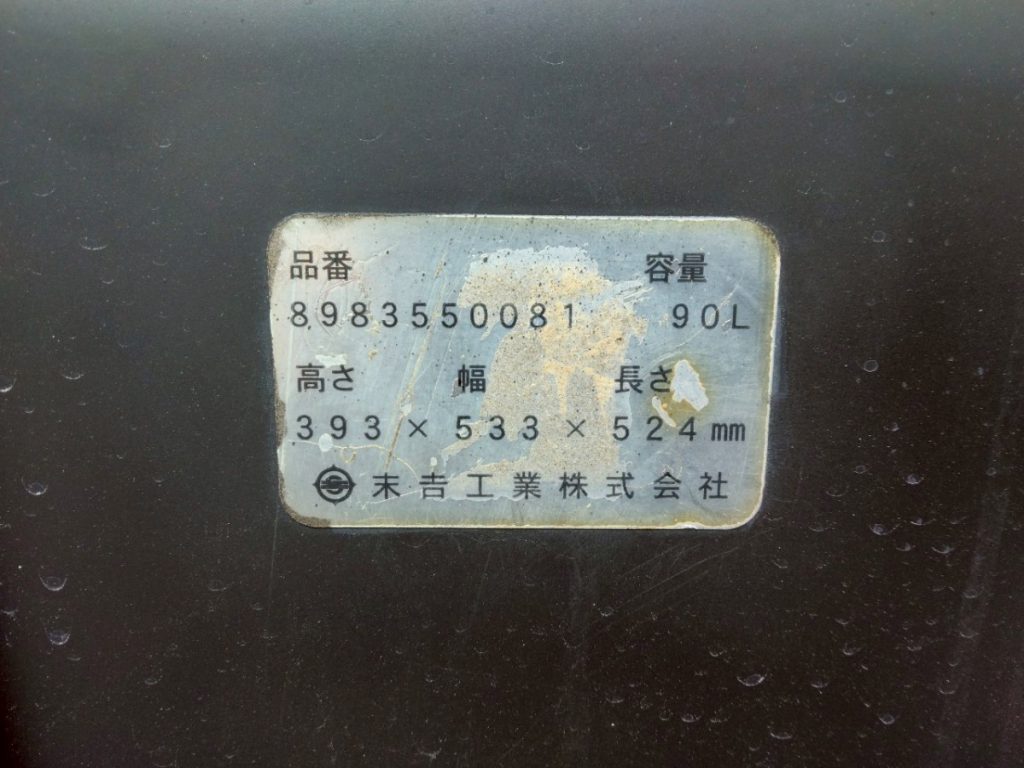 品番 容量
8983550081 90L
高さ 幅 長さ
393×533×524㎜
末吉工業株式会社